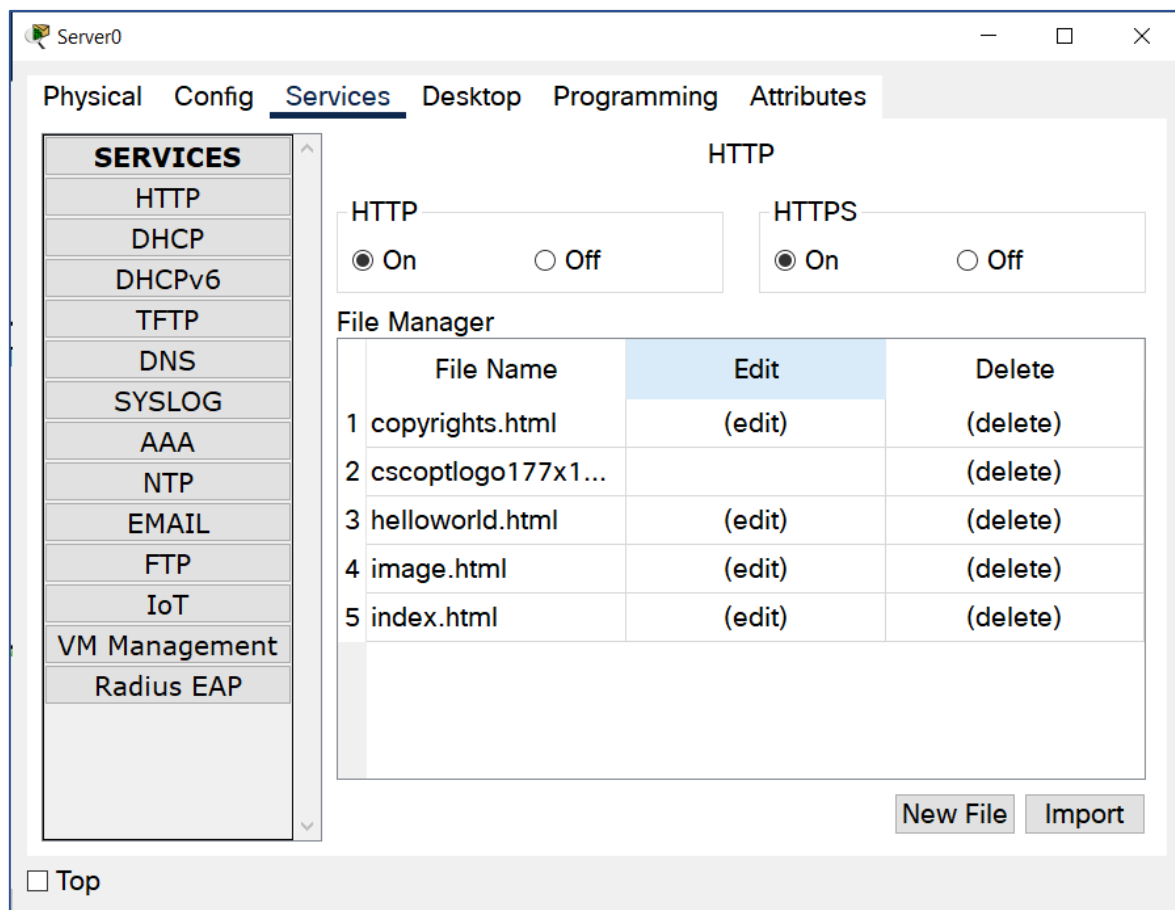 Server0
Physical Config Services Desktop Programming Attributes
SERVICES
HTTP
DHCP
DHCPv6
TFTP
DNS
SYSLOG
AAA
NTP
EMAIL
FTP
IoT
VM Management
Radius EAP
HTTP
HTTP HTTPS
On Off On Off
File Manager
File Name Edit Delete
1 copyrights.html (edit) (delete)
2 cscoptlogo177x1... (delete)
3 helloworld.html (edit) (delete)
4 image.html (edit) (delete)
5 index.html (edit) (delete)
New File Import
Top